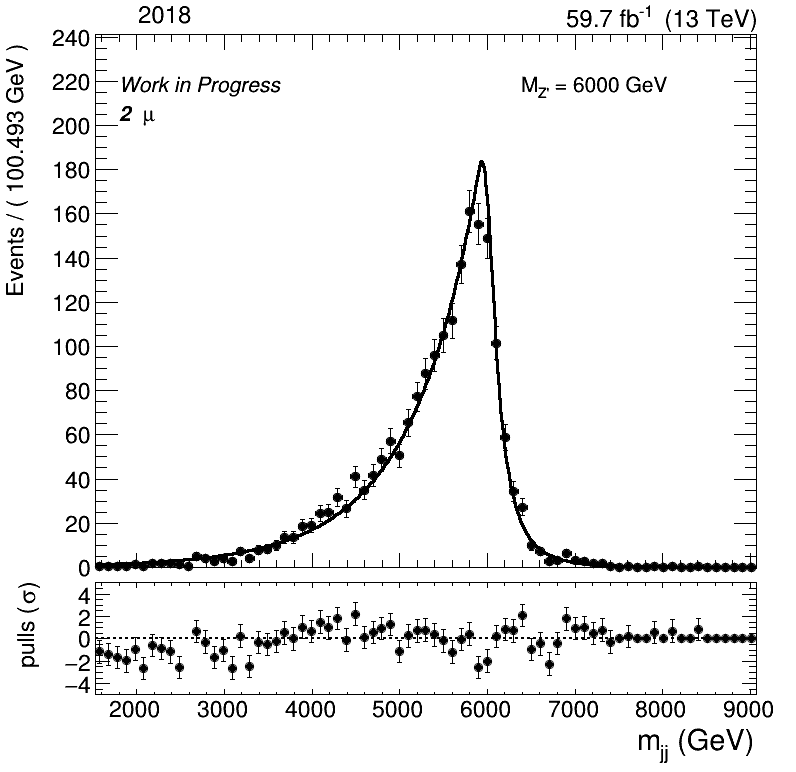 2018
59.7 fb⁻¹ (13 TeV)
Events / ( 100.493 GeV )
240
220
200
180
160
140
120
100
80
60
40
20
0
Work in Progress
2 μ
M_Z' = 6000 GeV
pulls (σ)
4
2
0
−2
−4
2000 3000 4000 5000 6000 7000 8000 9000
m_jj (GeV)